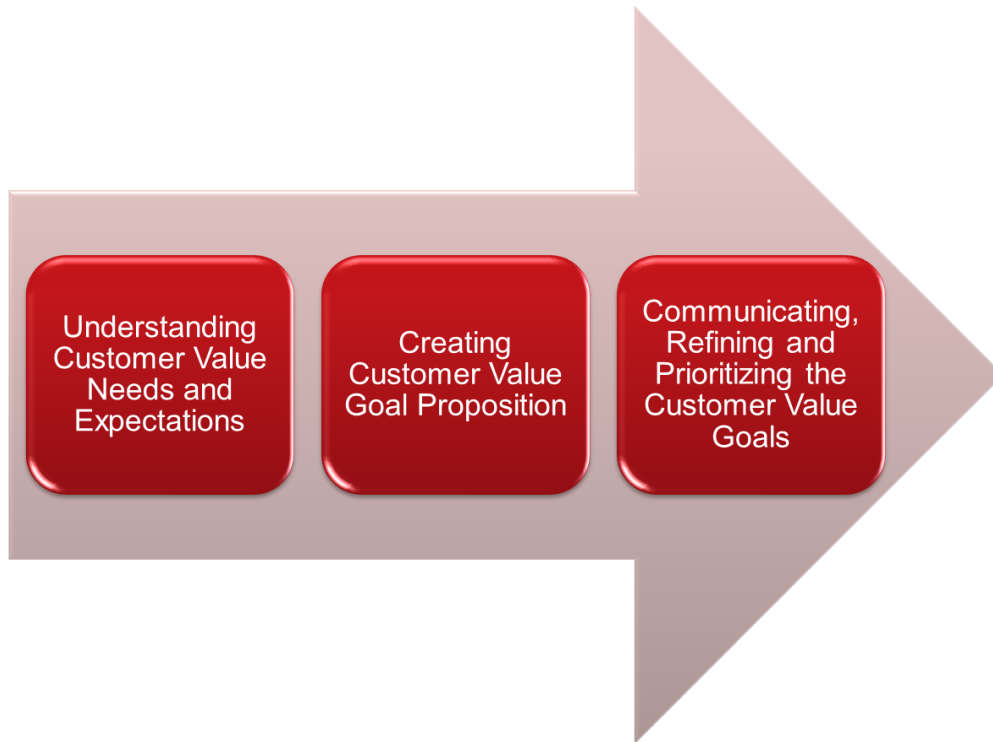 Understanding
Customer Value
Needs and
Expectations
Creating
Customer Value
Goal Proposition
Communicating,
Refining and
Prioritizing the
Customer Value
Goals